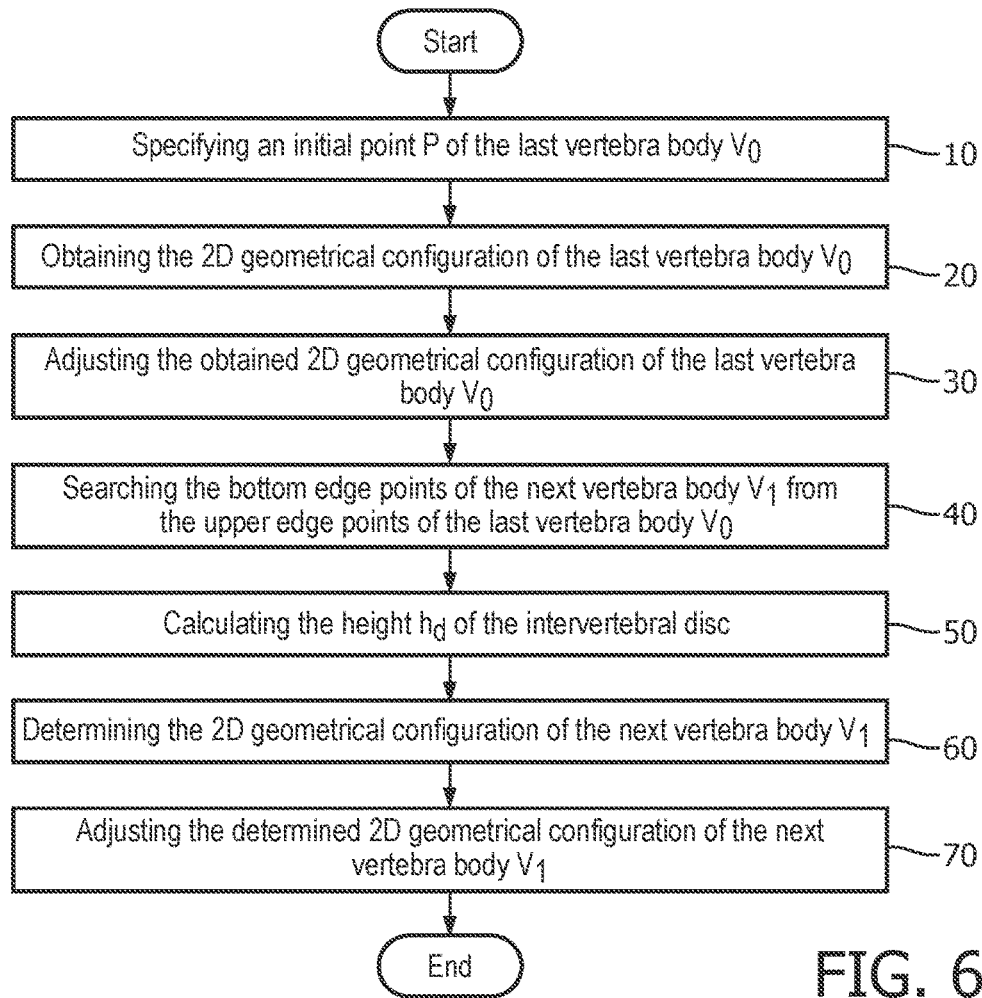 Start
Specifying an initial point P of the last vertebra body V0
10
Obtaining the 2D geometrical configuration of the last vertebra body V0
20
Adjusting the obtained 2D geometrical configuration of the last vertebra
body V0
30
Searching the bottom edge points of the next vertebra body V1 from
the upper edge points of the last vertebra body V0
40
Calculating the height hd of the intervertebral disc
50
Determining the 2D geometrical configuration of the next vertebra body V1
60
Adjusting the determined 2D geometrical configuration of the next
vertebra body V1
70
End
FIG. 6